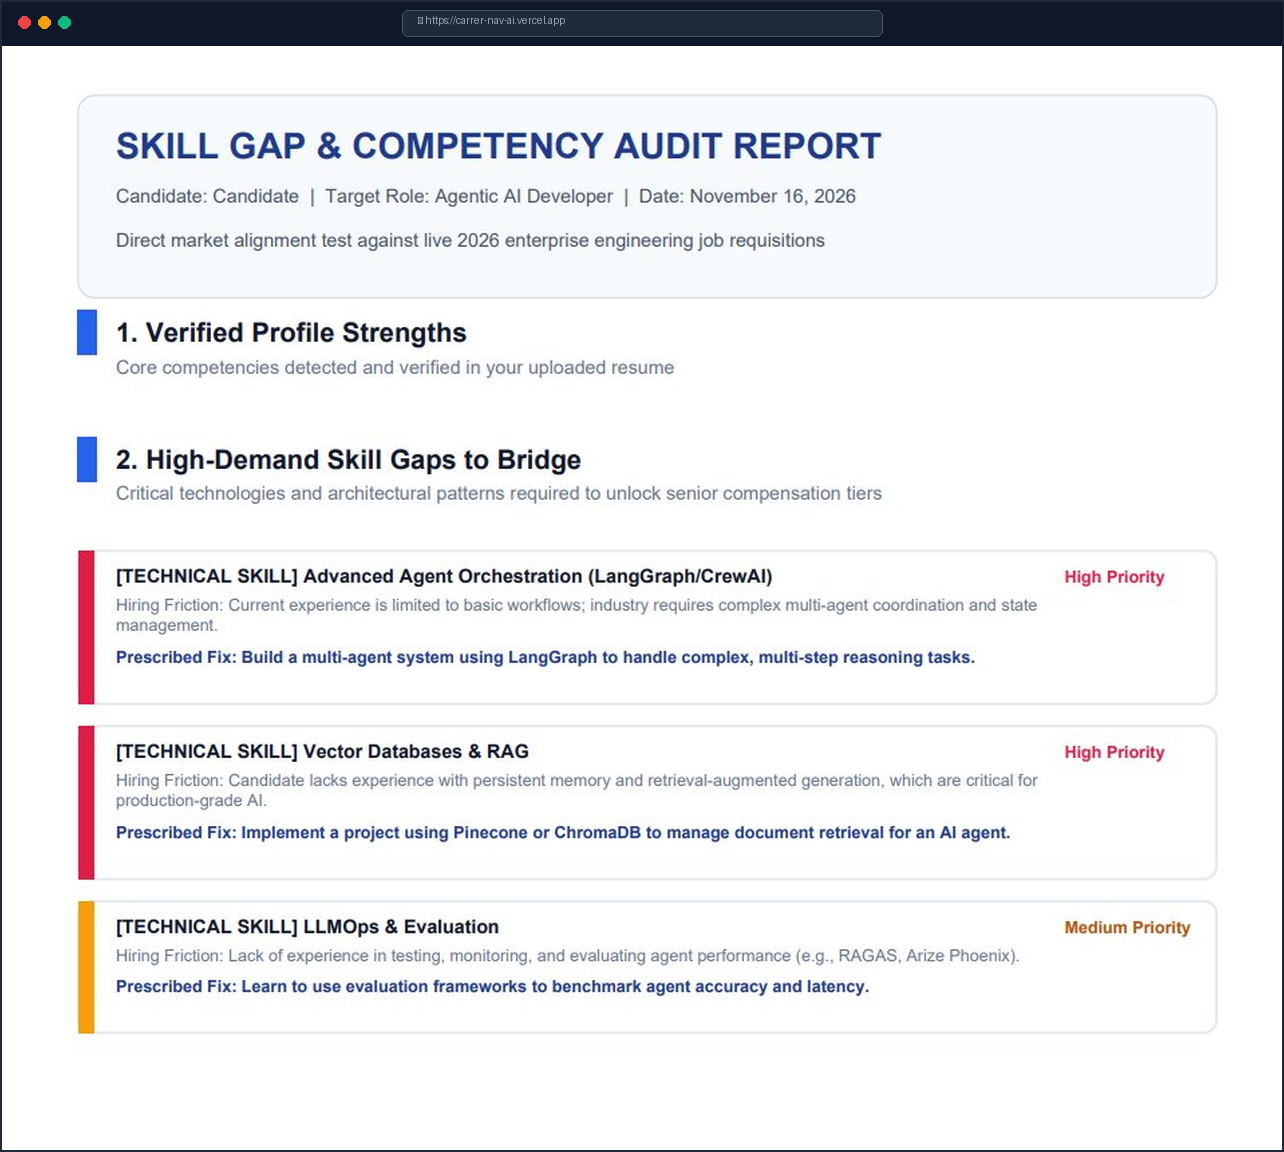 https://carrer-nav-ai.vercel.app
SKILL GAP & COMPETENCY AUDIT REPORT
Candidate: Candidate | Target Role: Agentic AI Developer | Date: November 16, 2026
Direct market alignment test against live 2026 enterprise engineering job requisitions
1. Verified Profile Strengths
Core competencies detected and verified in your uploaded resume
2. High-Demand Skill Gaps to Bridge
Critical technologies and architectural patterns required to unlock senior compensation tiers
[TECHNICAL SKILL] Advanced Agent Orchestration (LangGraph/CrewAI)
High Priority
Hiring Friction: Current experience is limited to basic workflows; industry requires complex multi-agent coordination and state
management.
Prescribed Fix: Build a multi-agent system using LangGraph to handle complex, multi-step reasoning tasks.
[TECHNICAL SKILL] Vector Databases & RAG
High Priority
Hiring Friction: Candidate lacks experience with persistent memory and retrieval-augmented generation, which are critical for
production-grade AI.
Prescribed Fix: Implement a project using Pinecone or ChromaDB to manage document retrieval for an AI agent.
[TECHNICAL SKILL] LLMOps & Evaluation
Medium Priority
Hiring Friction: Lack of experience in testing, monitoring, and evaluating agent performance (e.g., RAGAS, Arize Phoenix).
Prescribed Fix: Learn to use evaluation frameworks to benchmark agent accuracy and latency.